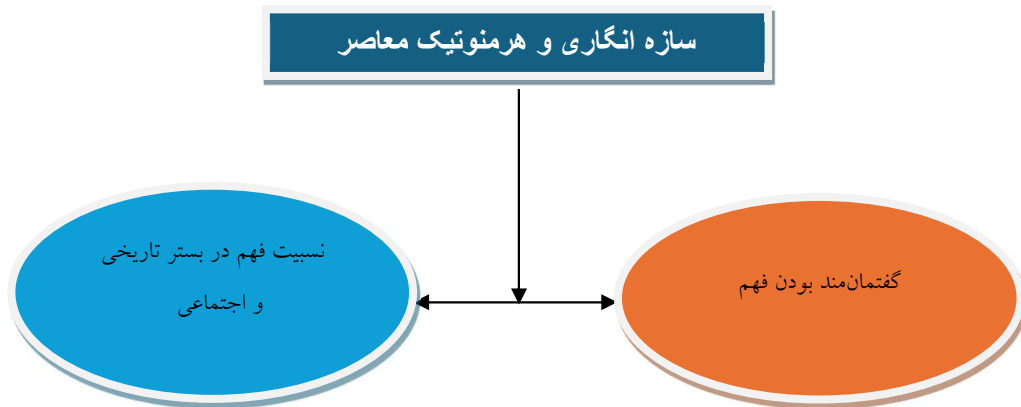 سازه انگاری و هرمنوتیک معاصر
گفتمان‌مند بودن فهم
نسبیت فهم در بستر تاریخی
و اجتماعی